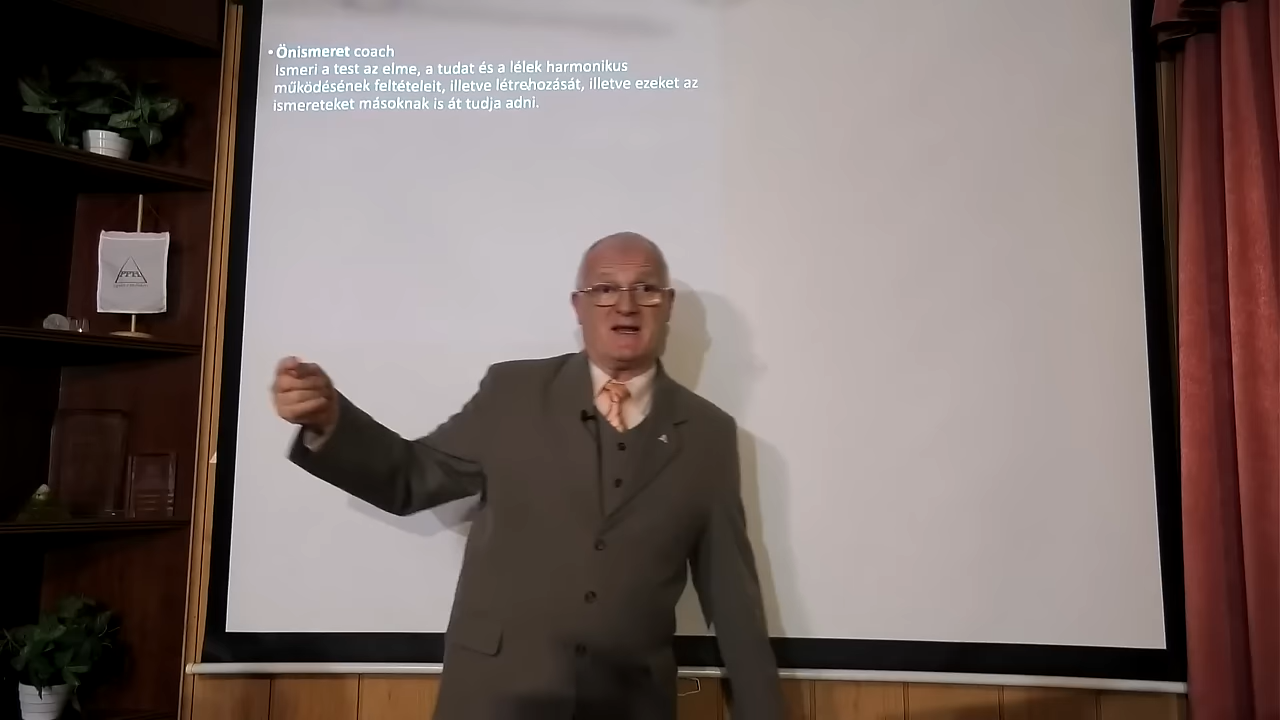 • Önismeret coach
Ismeri a test az elme, a tudat és a lélek harmonikus
működésének feltételeit, illetve létrehozását, illetve ezeket az
ismereteket másoknak is át tudja adni.